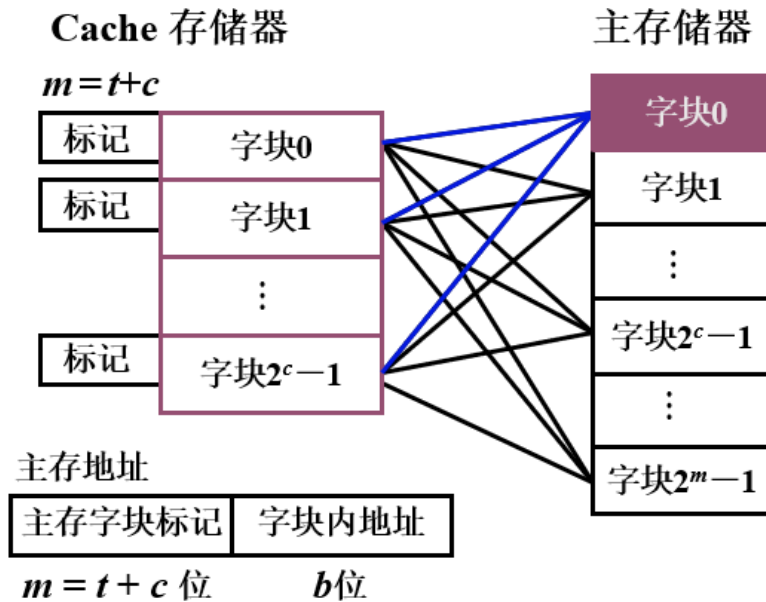 Cache 存储器
主存储器
m = t+c
标记
字块0
标记
字块1
⋮
标记
字块2ᶜ－1
字块0
字块1
⋮
字块2ᶜ－1
⋮
字块2ᵐ－1
主存地址
主存字块标记 字块内地址
m = t + c 位 b位